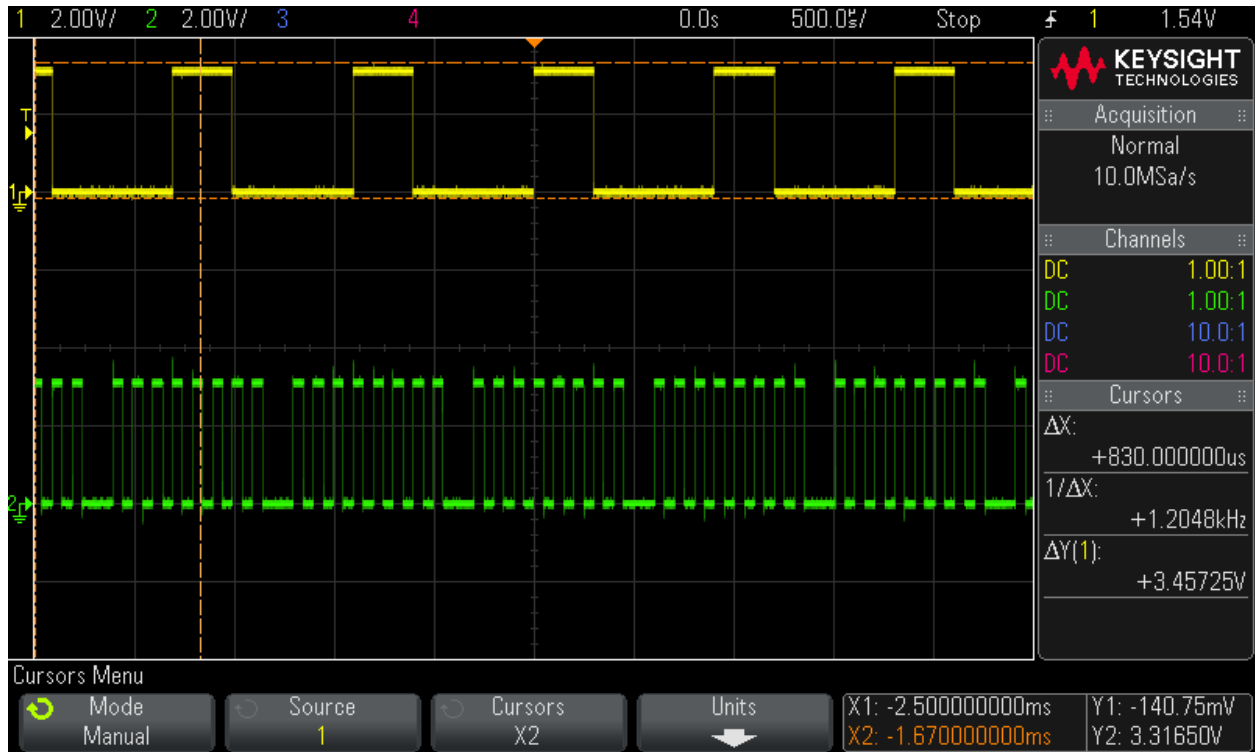 1 2.00V/ 2 2.00V/ 3 4 0.0s 500.0µs/ Stop 1 1.54V
KEYSIGHT
TECHNOLOGIES
Acquisition
Normal
10.0MSa/s
Channels
DC 1.00:1
DC 1.00:1
DC 10.0:1
DC 10.0:1
Cursors
ΔX:
+830.000000us
1/ΔX:
+1.2048kHz
ΔY(1):
+3.45725V
T
1
2
Cursors Menu
Mode
Manual
Source
1
Cursors
X2
Units
X1: -2.500000000ms
X2: -1.670000000ms
Y1: -140.75mV
Y2: 3.31650V